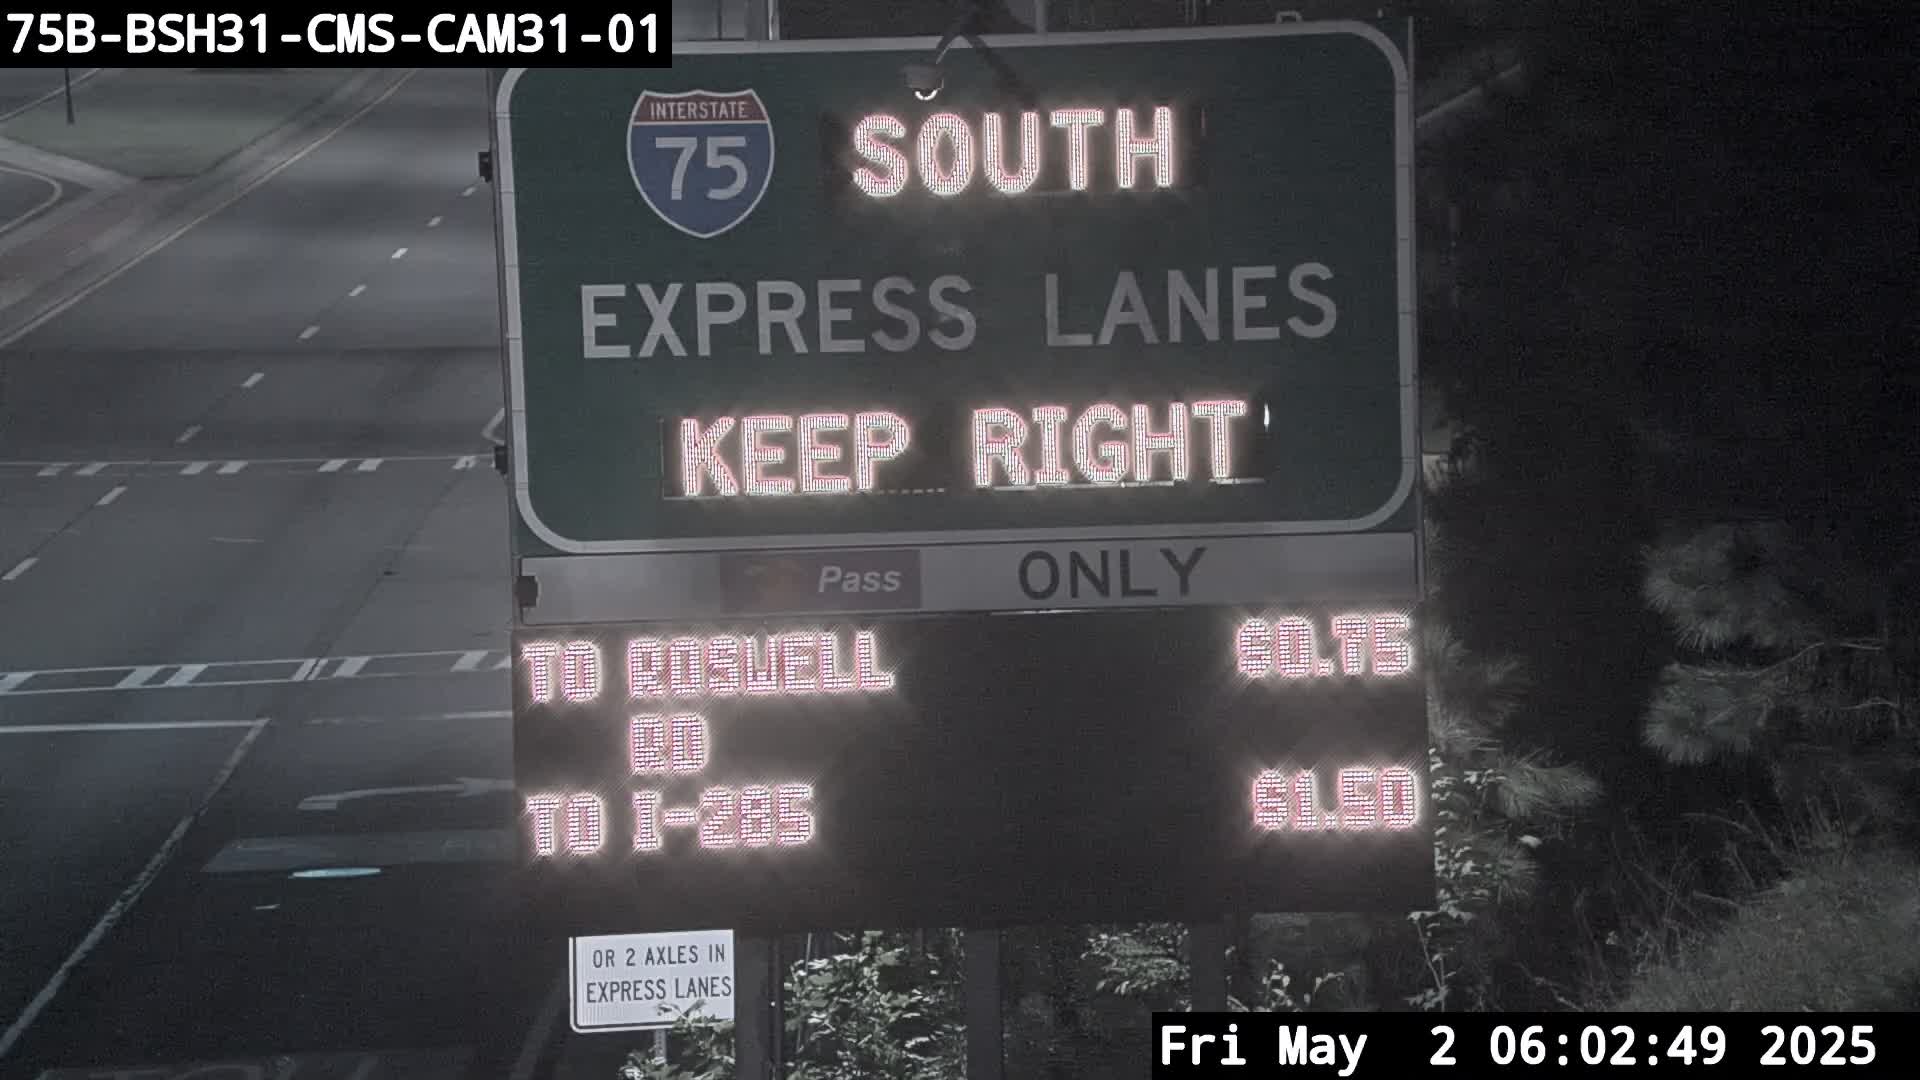 75B-BSH31-CMS-CAM31-01
INTERSTATE
75
SOUTH
EXPRESS LANES
KEEP RIGHT
Pass ONLY
TO ROSWELL $0.75
RD
TO I-285 $1.50
OR 2 AXLES IN
EXPRESS LANES
Fri May 2 06:02:49 2025